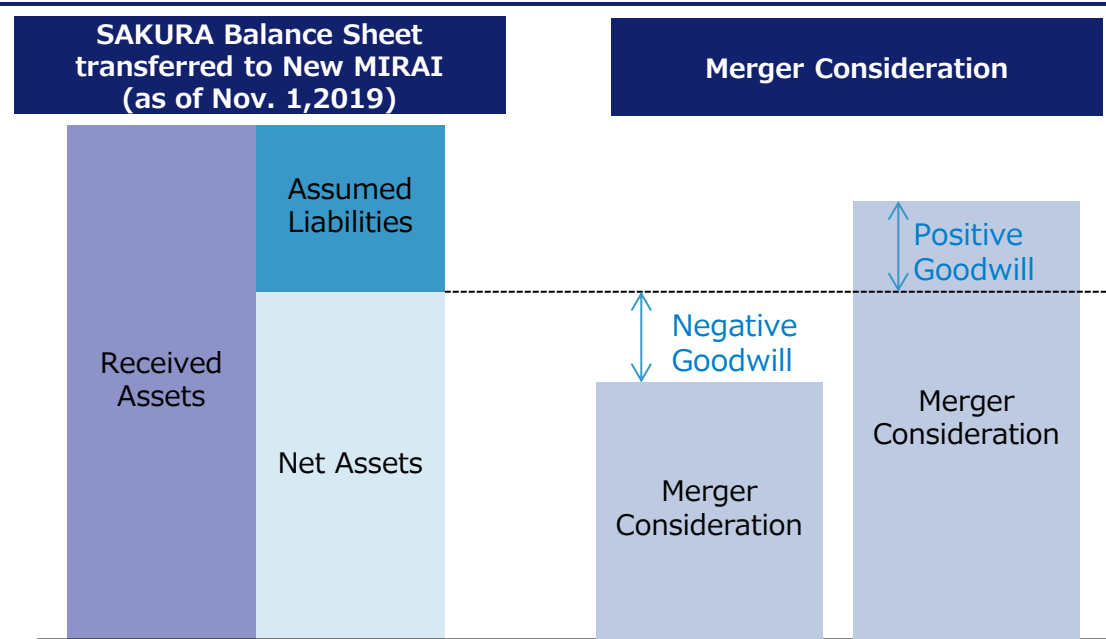 SAKURA Balance Sheet
transferred to New MIRAI
(as of Nov. 1,2019)
Merger Consideration
Assumed
Liabilities
Received
Assets
Net Assets
Negative
Goodwill
Merger
Consideration
Positive
Goodwill
Merger
Consideration